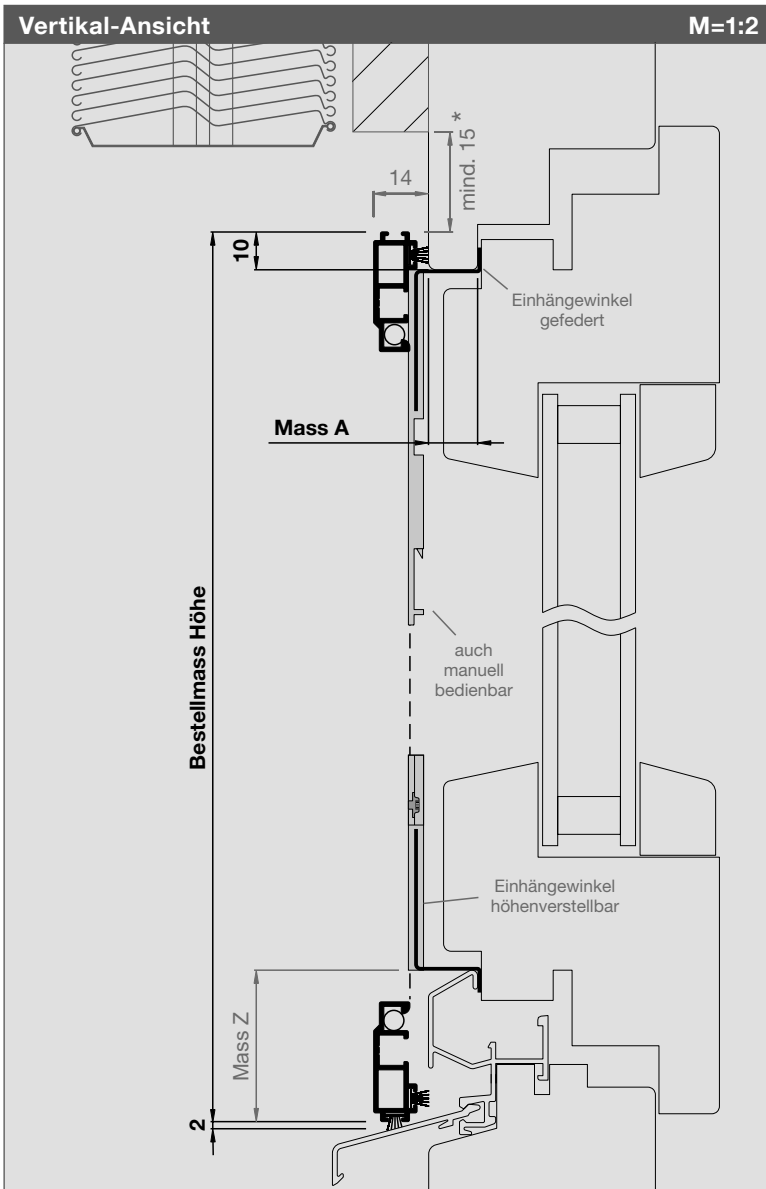 Vertikal-Ansicht M=1:2
mind. 15 *
14
10
Einhängewinkel
gefedert
Mass A
Bestellmass Höhe
auch
manuell
bedienbar
Einhängewinkel
höhenverstellbar
Mass Z
2